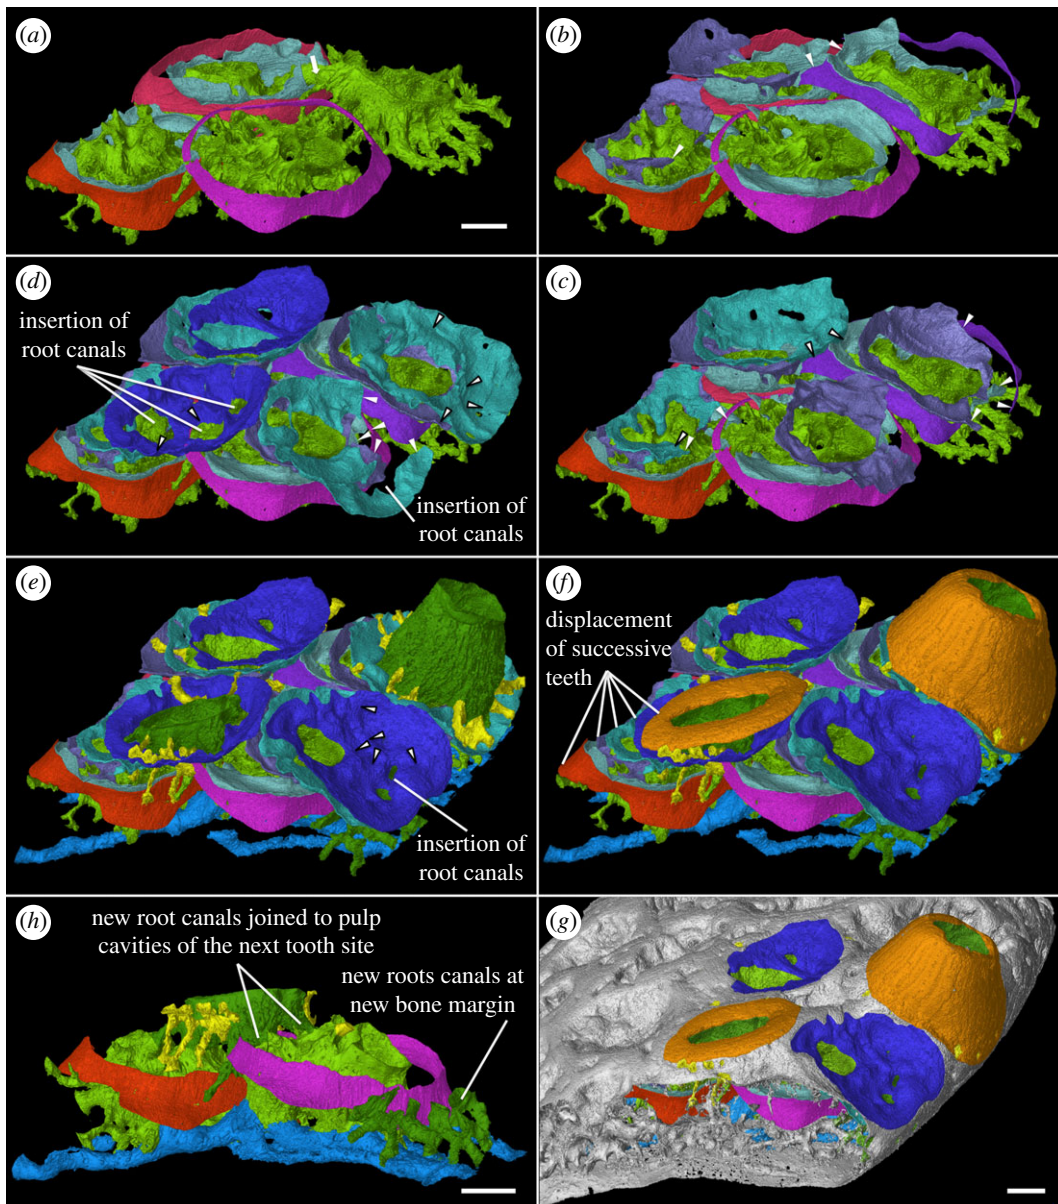 (a)
(b)
(d)
insertion of
root canals
insertion of
root canals
(c)
(e)
insertion of
root canals
(f)
displacement
of successive
teeth
(h)
new root canals joined to pulp
cavities of the next tooth site
new roots canals at
new bone margin
(g)